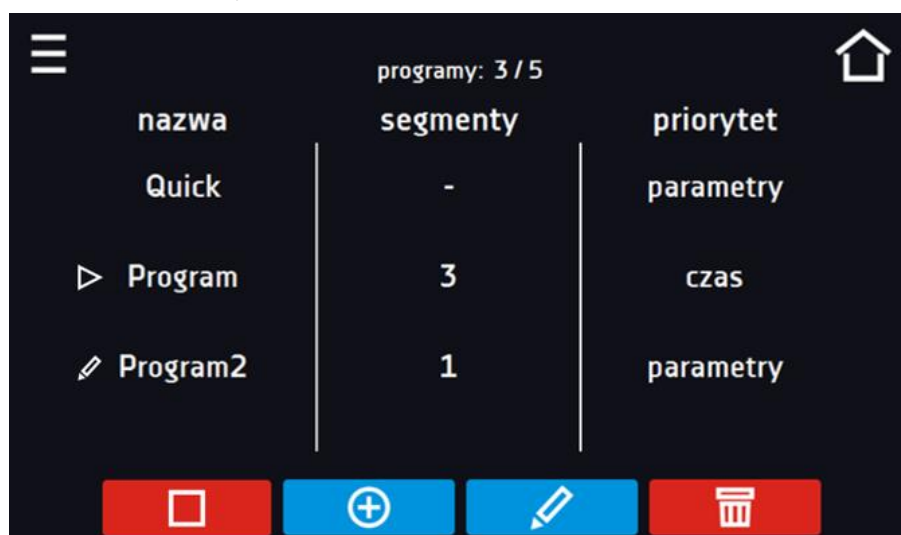 programy: 3 / 5
nazwa segmenty priorytet
Quick - parametry
Program 3 czas
Program2 1 parametry